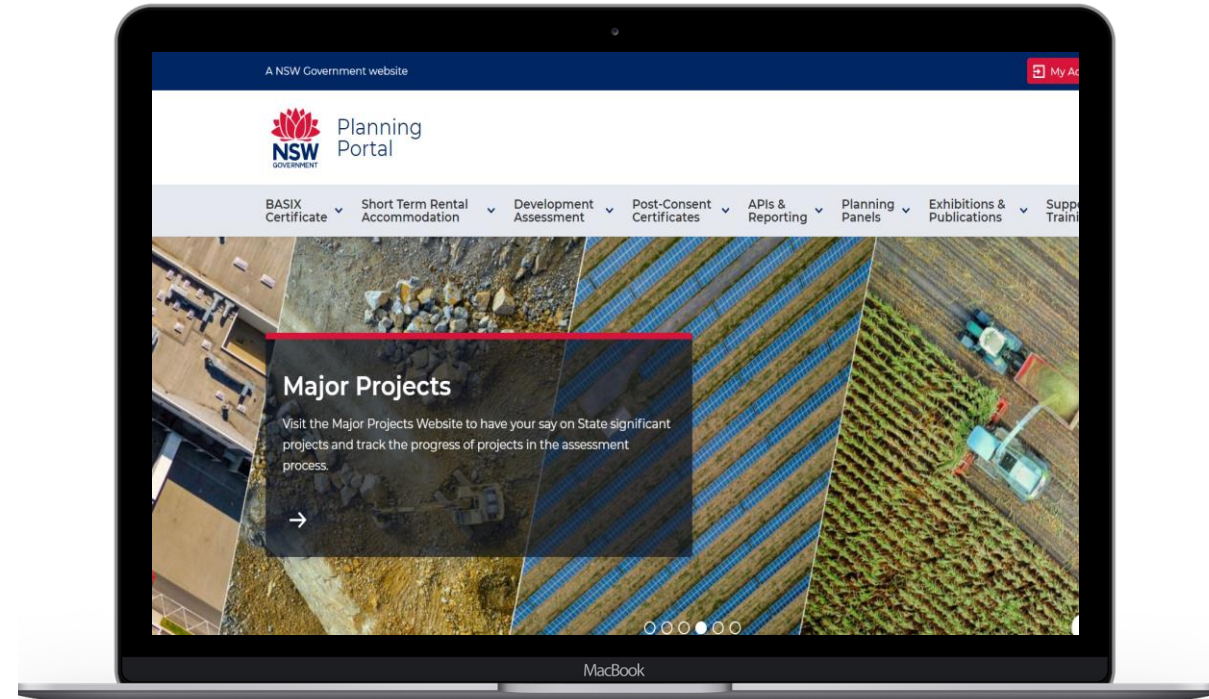 A NSW Government website
My Ac
NSW
GOVERNMENT
Planning
Portal
BASIX
Certificate
Short Term Rental
Accommodation
Development
Assessment
Post-Consent
Certificates
APIs &
Reporting
Planning
Panels
Exhibitions &
Publications
Supp
Traini
Major Projects
Visit the Major Projects Website to have your say on State significant
projects and track the progress of projects in the assessment
process.
MacBook